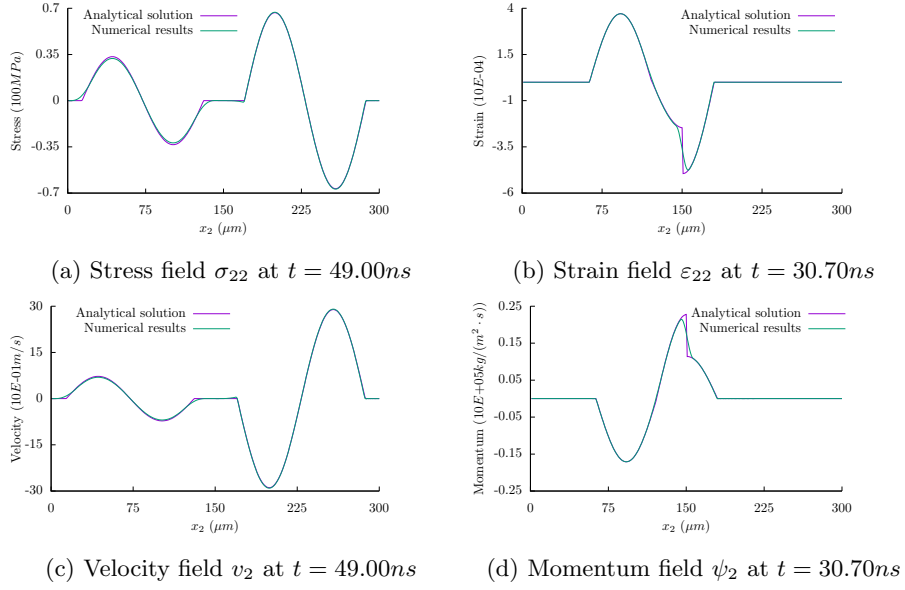 Analytical solution
Numerical results
Stress (100MPa)
0.7
0.35
0
-0.35
-0.7
0 75 150 225 300
x₂ (μm)
(a) Stress field σ₂₂ at t = 49.00ns
Analytical solution
Numerical results
Strain (10E-04)
4
1.5
-1
-3.5
-6
0 75 150 225 300
x₂ (μm)
(b) Strain field ε₂₂ at t = 30.70ns
Analytical solution
Numerical results
Velocity (10E-01m/s)
30
15
0
-15
-30
0 75 150 225 300
x₂ (μm)
(c) Velocity field v₂ at t = 49.00ns
Analytical solution
Numerical results
Momentum (10E+05kg/(m² · s))
0.25
0.15
0.05
-0.05
-0.15
-0.25
0 75 150 225 300
x₂ (μm)
(d) Momentum field ψ₂ at t = 30.70ns